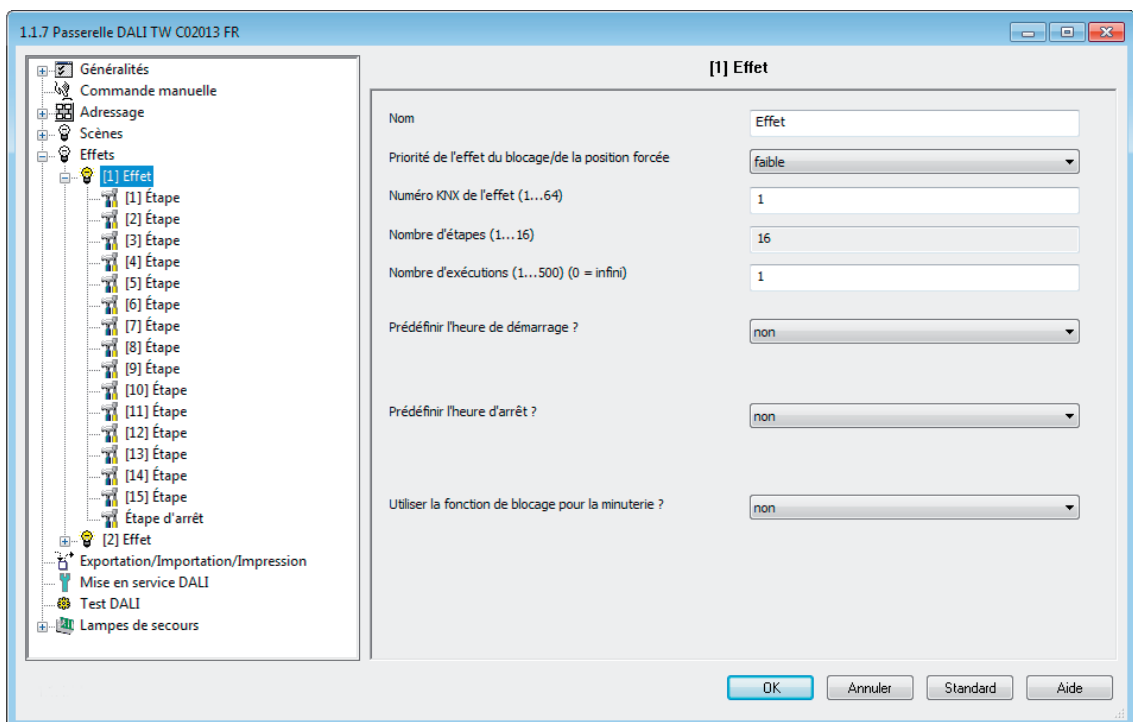 1.1.7 Passerelle DALI TW C02013 FR
Généralités
Commande manuelle
Adressage
Scènes
Effets
[1] Effet
[1] Étape
[2] Étape
[3] Étape
[4] Étape
[5] Étape
[6] Étape
[7] Étape
[8] Étape
[9] Étape
[10] Étape
[11] Étape
[12] Étape
[13] Étape
[14] Étape
[15] Étape
Étape d'arrêt
[2] Effet
Exportation/Importation/Impression
Mise en service DALI
Test DALI
Lampes de secours
[1] Effet
Nom Effet
Priorité de l'effet du blocage/de la position forcée faible
Numéro KNX de l'effet (1...64) 1
Nombre d'étapes (1...16) 16
Nombre d'exécutions (1...500) (0 = infini) 1
Prédéfinir l'heure de démarrage ? non
Prédéfinir l'heure d'arrêt ? non
Utiliser la fonction de blocage pour la minuterie ? non
OK Annuler Standard Aide